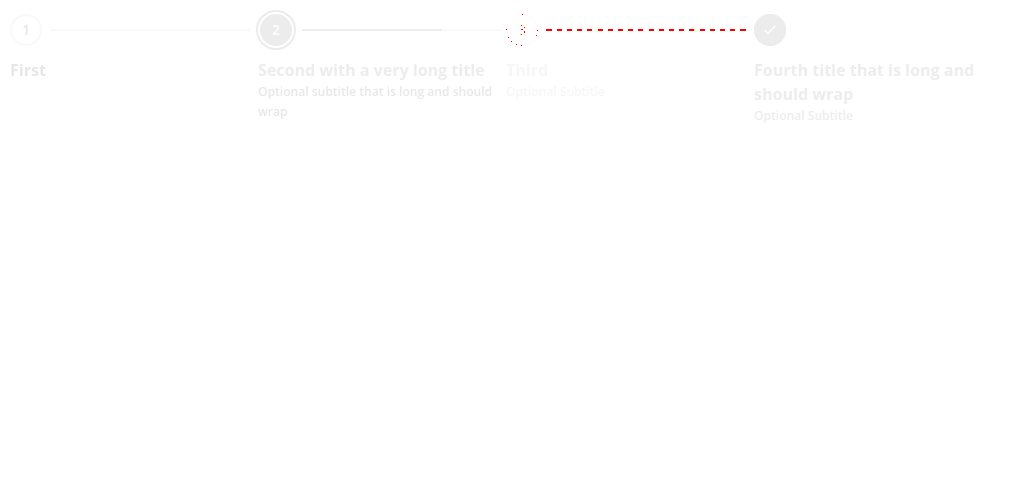 1
2
First
Second with a very long title
Optional subtitle that is long and should
wrap
Third
Optional Subtitle
Fourth title that is long and
should wrap
Optional Subtitle